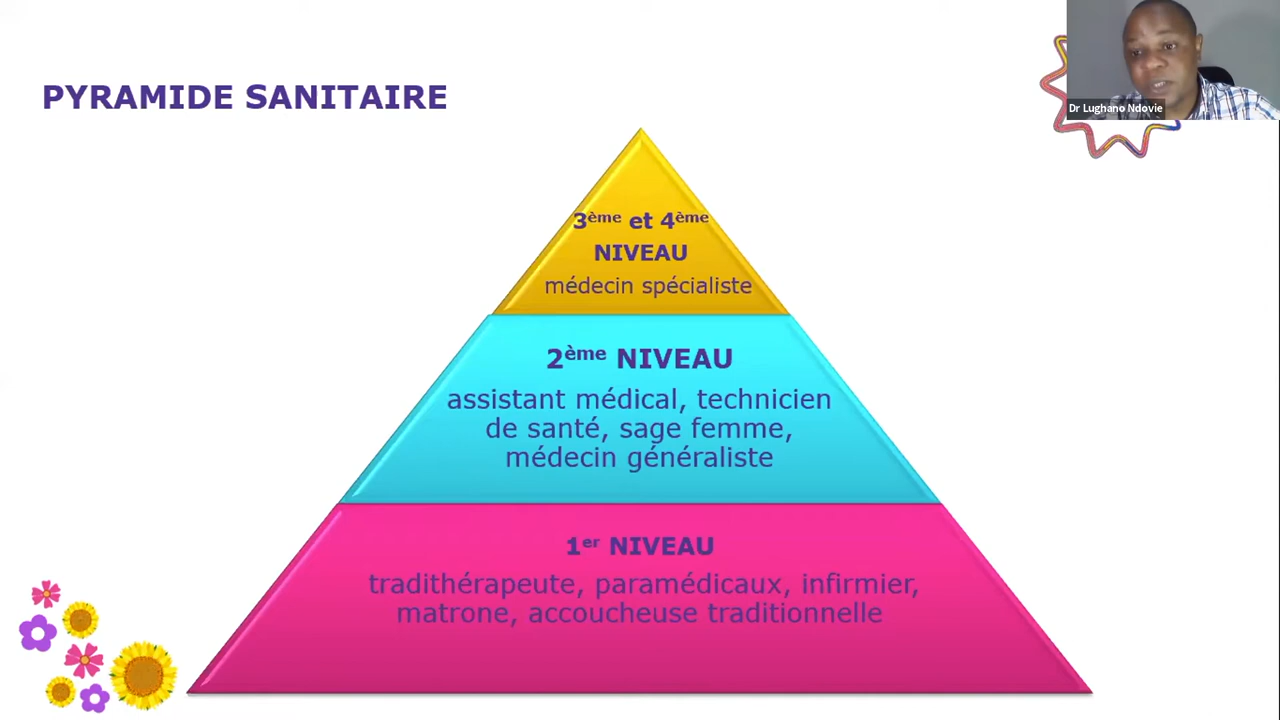 PYRAMIDE SANITAIRE
Dr Lughano Ndovie
3ème et 4ème
NIVEAU
médecin spécialiste
2ème NIVEAU
assistant médical, technicien
de santé, sage femme,
médecin généraliste
1er NIVEAU
tradithérapeute, paramédicaux, infirmier,
matrone, accoucheuse traditionnelle